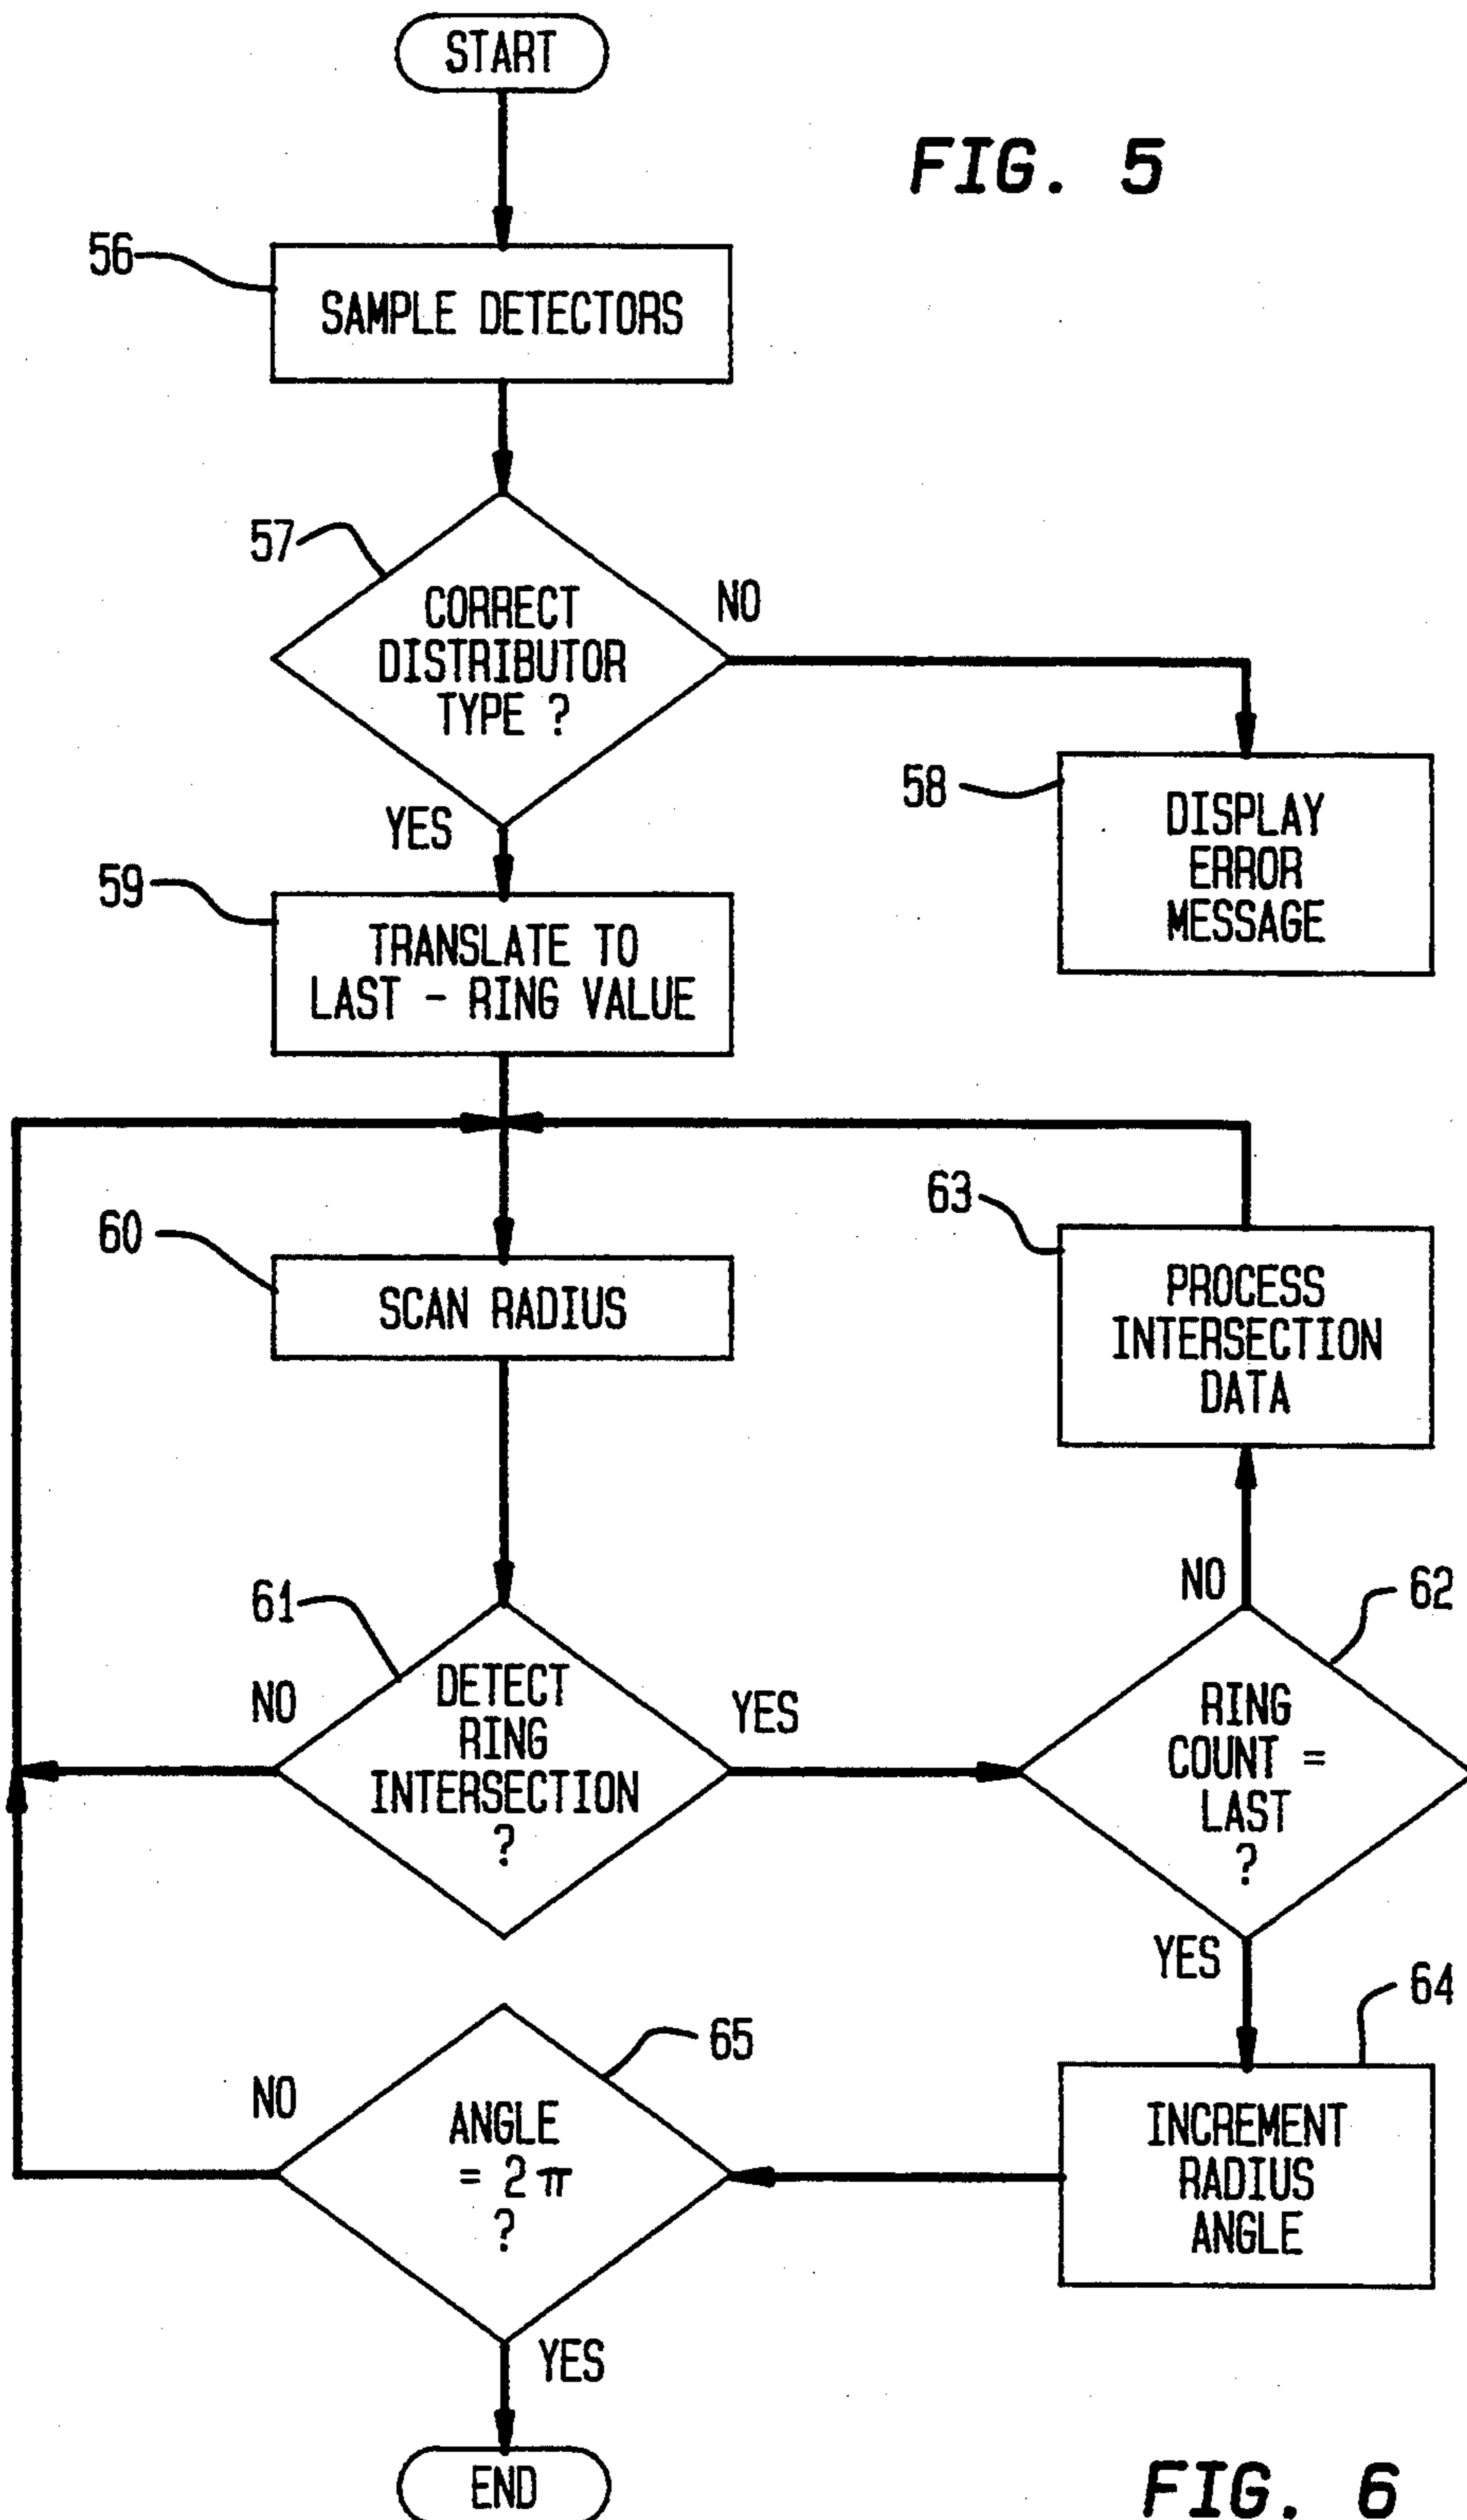 START
FIG. 5
56
SAMPLE DETECTORS
57
CORRECT
DISTRIBUTOR
TYPE ?
NO
YES
58
DISPLAY
ERROR
MESSAGE
59
TRANSLATE TO
LAST - RING VALUE
60
SCAN RADIUS
63
PROCESS
INTERSECTION
DATA
61
DETECT
RING
INTERSECTION
?
NO
YES
NO
62
RING
COUNT =
LAST
?
YES
64
INCREMENT
RADIUS
ANGLE
65
ANGLE
= 2 π
?
NO
YES
END
FIG. 6